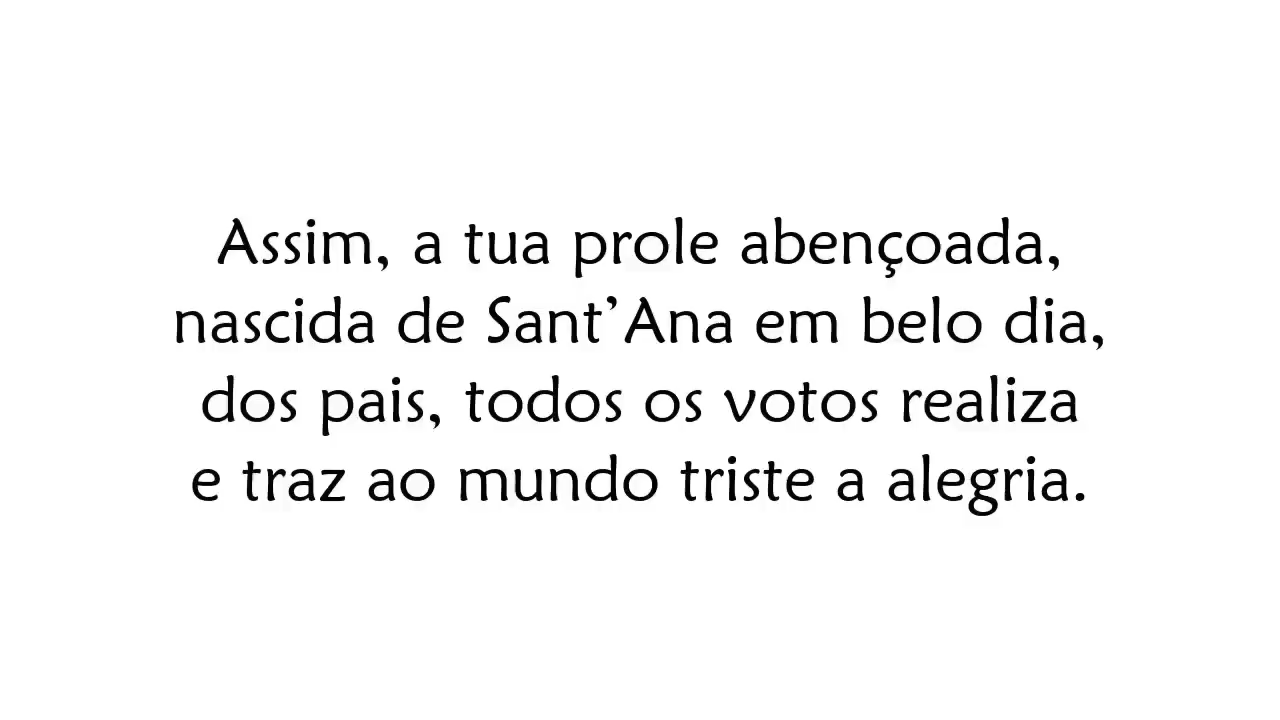 Assim, a tua prole abençoada,
nascida de Sant’Ana em belo dia,
dos pais, todos os votos realiza
e traz ao mundo triste a alegria.